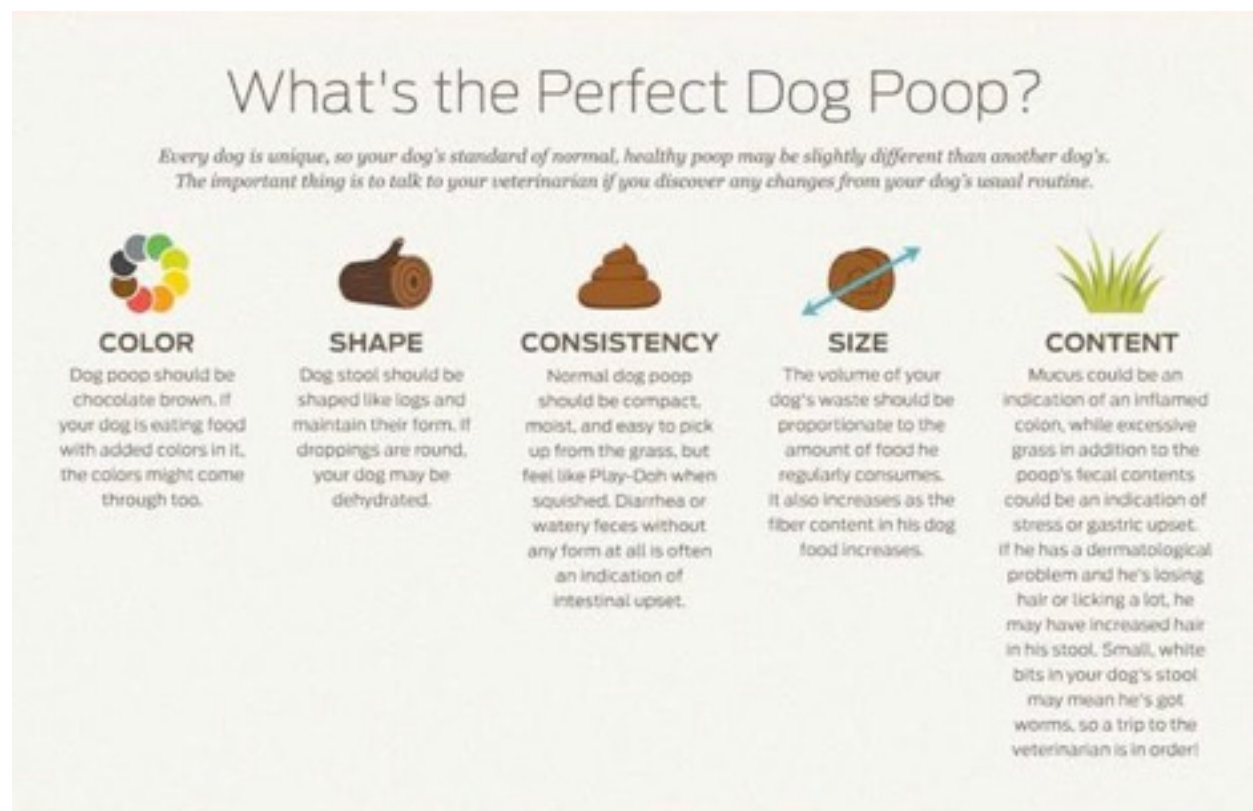 What's the Perfect Dog Poop?
Every dog is unique, so your dog's standard of normal, healthy poop may be slightly different than another dog's.
The important thing is to talk to your veterinarian if you discover any changes from your dog's usual routine.
COLOR
Dog poop should be
chocolate brown. If
your dog is eating food
with added colors in it,
the colors might come
through too.
SHAPE
Dog stool should be
shaped like logs and
maintain their form. If
droppings are round,
your dog may be
dehydrated.
CONSISTENCY
Normal dog poop
should be compact,
moist, and easy to pick
up from the grass, but
feel like Play-Doh when
squished. Diarrhea or
watery feces without
any form at all is often
an indication of
intestinal upset.
SIZE
The volume of your
dog's waste should be
proportionate to the
amount of food he
regularly consumes.
It also increases as the
fiber content in his dog
food increases.
CONTENT
Mucus could be an
indication of an inflamed
colon, while excessive
grass in addition to the
poop's fecal contents
could be an indication of
stress or gastric upset.
If he has a dermatological
problem and he's losing
hair or licking a lot, he
may have increased hair
in his stool. Small, white
bits in your dog's stool
may mean he's got
worms, so a trip to the
veterinarian is in order!